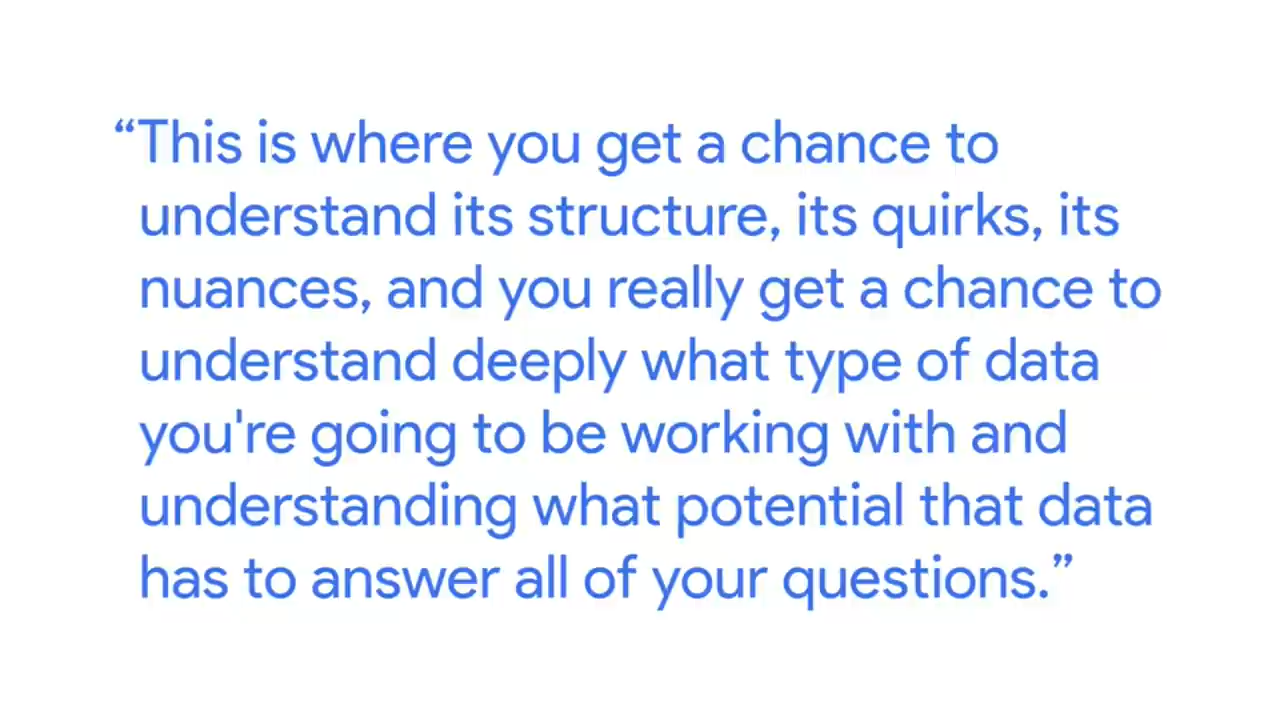 “This is where you get a chance to
understand its structure, its quirks, its
nuances, and you really get a chance to
understand deeply what type of data
you're going to be working with and
understanding what potential that data
has to answer all of your questions.”